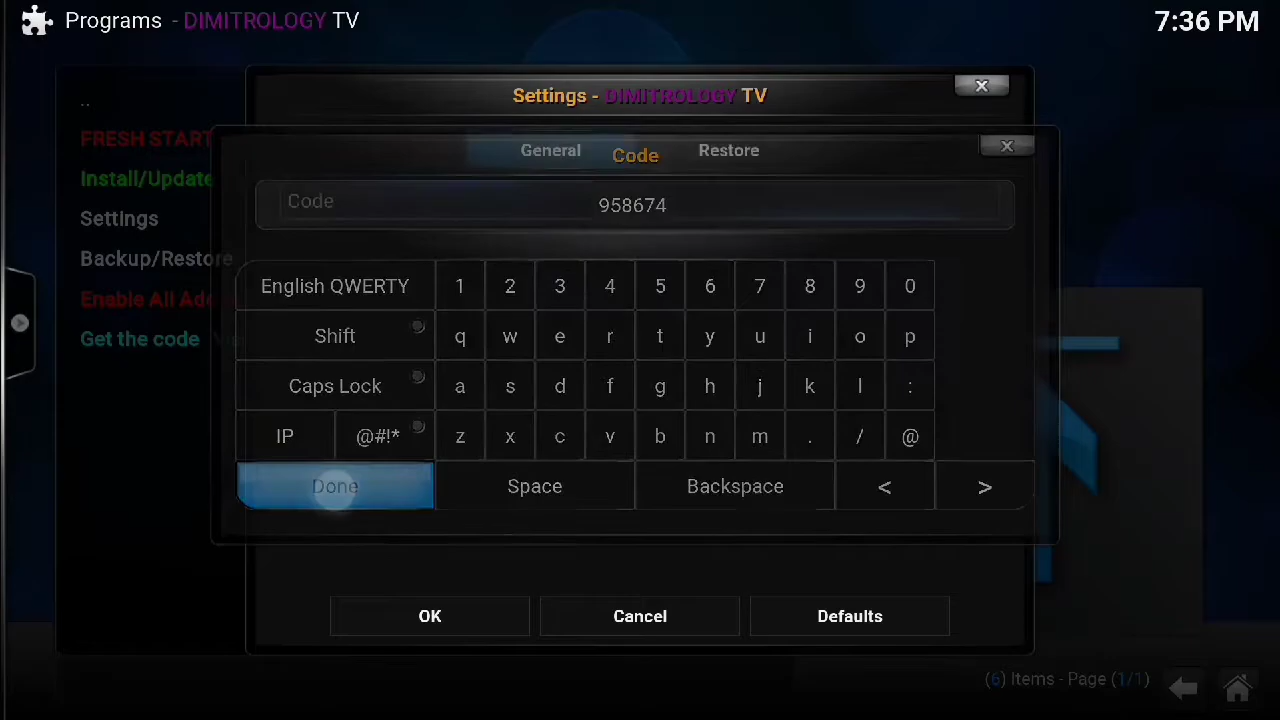 Programs - DIMITROLOGY TV
7:36 PM
Settings - DIMITROLOGY TV
..
FRESH START
Install/Update
Settings
Backup/Restore
Enable All Add
Get the code
General
Code
Restore
Code
958674
English QWERTY 1 2 3 4 5 6 7 8 9 0
Shift q w e r t y u i o p
Caps Lock a s d f g h j k l :
IP @#!* z x c v b n m . / @
Done Space Backspace < >
OK Cancel Defaults
(6) Items - Page (1/1)